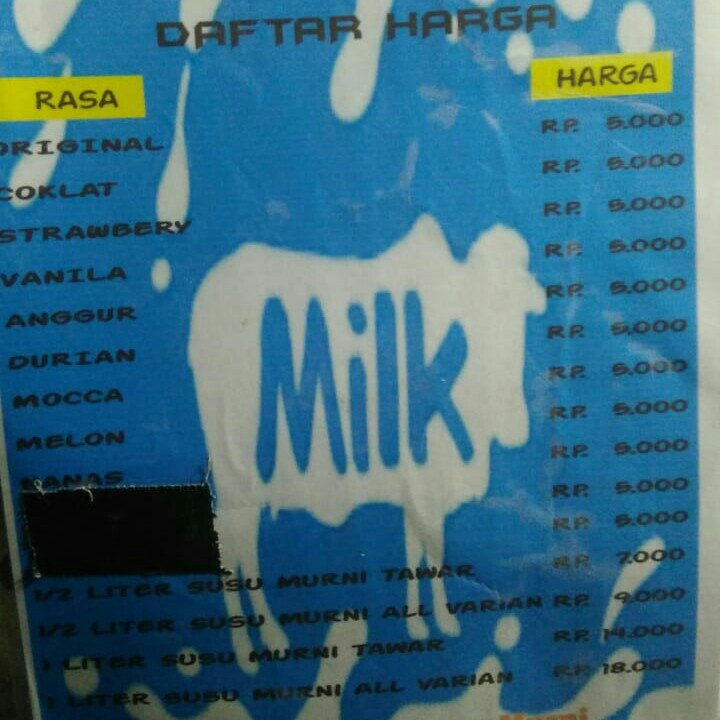 DAFTAR HARGA
RASA HARGA
ORIGINAL RP. 5.000
COKLAT RP. 5.000
STRAWBERY RP. 5.000
VANILA RP. 5.000
ANGGUR RP. 5.000
DURIAN RP. 5.000
MOCCA RP. 5.000
MELON RP. 5.000
NANAS RP. 5.000
RP. 5.000
RP. 5.000
1/2 LITER SUSU MURNI TAWAR RP. 7.000
1/2 LITER SUSU MURNI ALL VARIAN RP. 9.000
1 LITER SUSU MURNI TAWAR RP. 14.000
1 LITER SUSU MURNI ALL VARIAN RP. 18.000
Milk
Murni